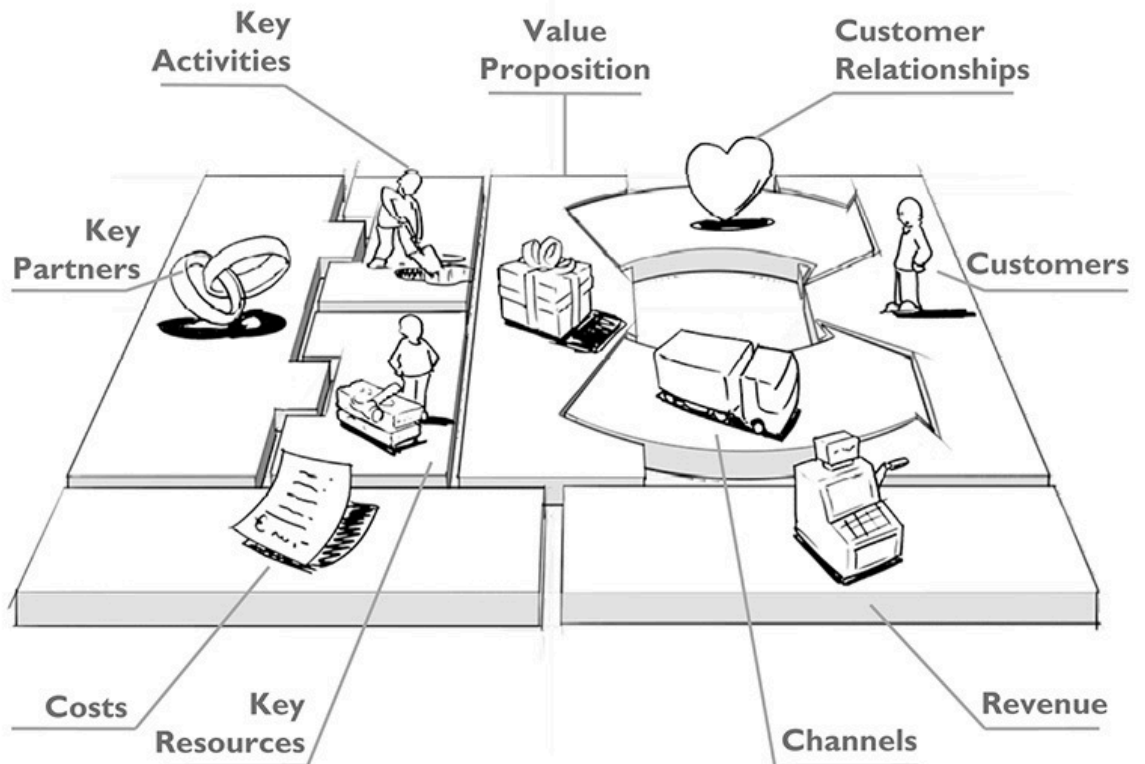 Key
Activities
Value
Proposition
Customer
Relationships
Key
Partners
Customers
Costs
Key
Resources
Channels
Revenue